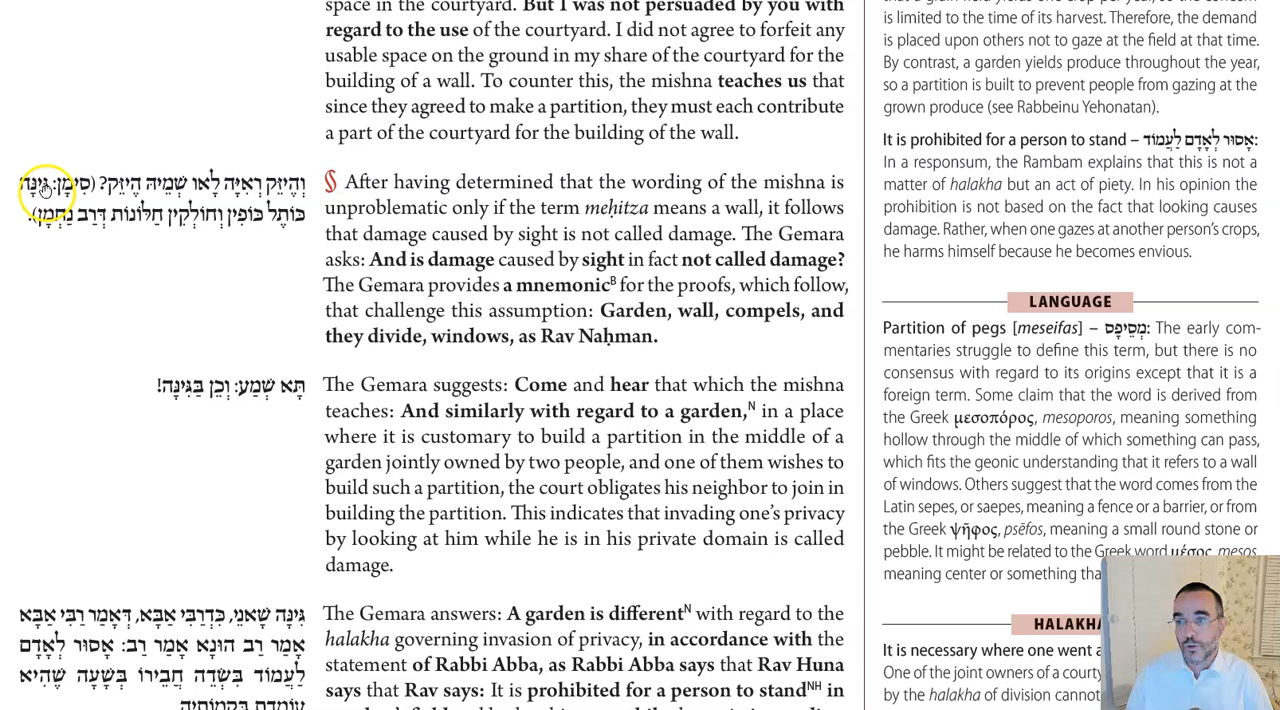 space in the courtyard. But I was not persuaded by you with
regard to the use of the courtyard. I did not agree to forfeit any
usable space on the ground in my share of the courtyard for the
building of a wall. To counter this, the mishna teaches us that
since they agreed to make a partition, they must each contribute
a part of the courtyard for the building of the wall.
וְהֶיזֵּק רְאִיָּה לָאו שְׁמֵיהּ הֶיזֵּק? (סִימָן: גִּינָּה
כּוֹתֶל כּוֹפִין וְחוֹלְקִין חַלּוֹנוֹת דְּרַב נַחְמָן).
§ After having determined that the wording of the mishna is
unproblematic only if the term meḥitza means a wall, it follows
that damage caused by sight is not called damage. The Gemara
asks: And is damage caused by sight in fact not called damage?
The Gemara provides a mnemonicᴮ for the proofs, which follow,
that challenge this assumption: Garden, wall, compels, and
they divide, windows, as Rav Naḥman.
תָּא שְׁמַע: וְכֵן בַּגִּינָּה!
The Gemara suggests: Come and hear that which the mishna
teaches: And similarly with regard to a garden,ᴺ in a place
where it is customary to build a partition in the middle of a
garden jointly owned by two people, and one of them wishes to
build such a partition, the court obligates his neighbor to join in
building the partition. This indicates that invading one's privacy
by looking at him while he is in his private domain is called
damage.
גִּינָּה שָׁאנֵי, כִּדְרַבִּי אַבָּא, דְּאָמַר רַבִּי אַבָּא
אָמַר רַב הוּנָא אָמַר רַב: אָסוּר לְאָדָם
לַעֲמוֹד בִּשְׂדֵה חֲבֵירוֹ בְּשָׁעָה שֶׁהִיא
עוֹמֶדֶת בְּקָמוֹתֶיהָ
The Gemara answers: A garden is differentᴺ with regard to the
halakha governing invasion of privacy, in accordance with the
statement of Rabbi Abba, as Rabbi Abba says that Rav Huna
says that Rav says: It is prohibited for a person to standᴺᴴ in
is limited to the time of its harvest. Therefore, the demand
is placed upon others not to gaze at the field at that time.
By contrast, a garden yields produce throughout the year,
so a partition is built to prevent people from gazing at the
grown produce (see Rabbeinu Yehonatan).
It is prohibited for a person to stand – אָסוּר לְאָדָם לַעֲמוֹד:
In a responsum, the Rambam explains that this is not a
matter of halakha but an act of piety. In his opinion the
prohibition is not based on the fact that looking causes
damage. Rather, when one gazes at another person's crops,
he harms himself because he becomes envious.
LANGUAGE
Partition of pegs [meseifas] – מְסֵיפָס: The early com-
mentaries struggle to define this term, but there is no
consensus with regard to its origins except that it is a
foreign term. Some claim that the word is derived from
the Greek μεσοπόρος, mesoporos, meaning something
hollow through the middle of which something can pass,
which fits the geonic understanding that it refers to a wall
of windows. Others suggest that the word comes from the
Latin sepes, or saepes, meaning a fence or a barrier, or from
the Greek ψῆφος, psēfos, meaning a small round stone or
pebble. It might be related to the Greek word μέσος, mesos
meaning center or something tha
HALAKHA
It is necessary where one went a
One of the joint owners of a courty
by the halakha of division cannot